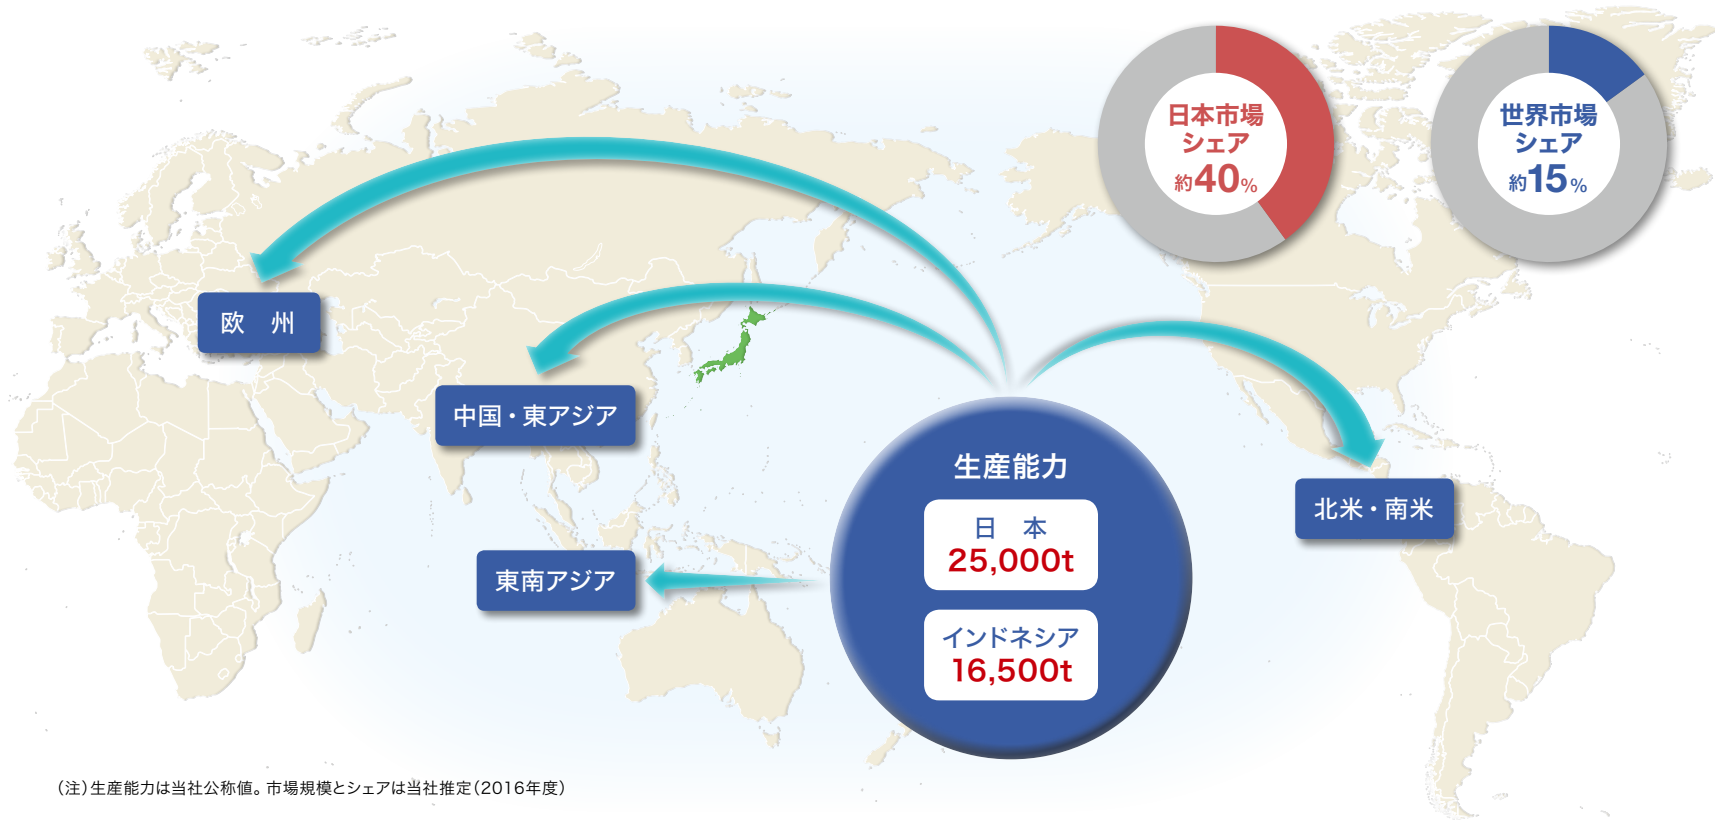 日本市場
シェア
約40%
世界市場
シェア
約15%
欧　州
中国・東アジア
東南アジア
北米・南米
生産能力
日　本
25,000t
インドネシア
16,500t
（注）生産能力は当社公称値。市場規模とシェアは当社推定（2016年度）